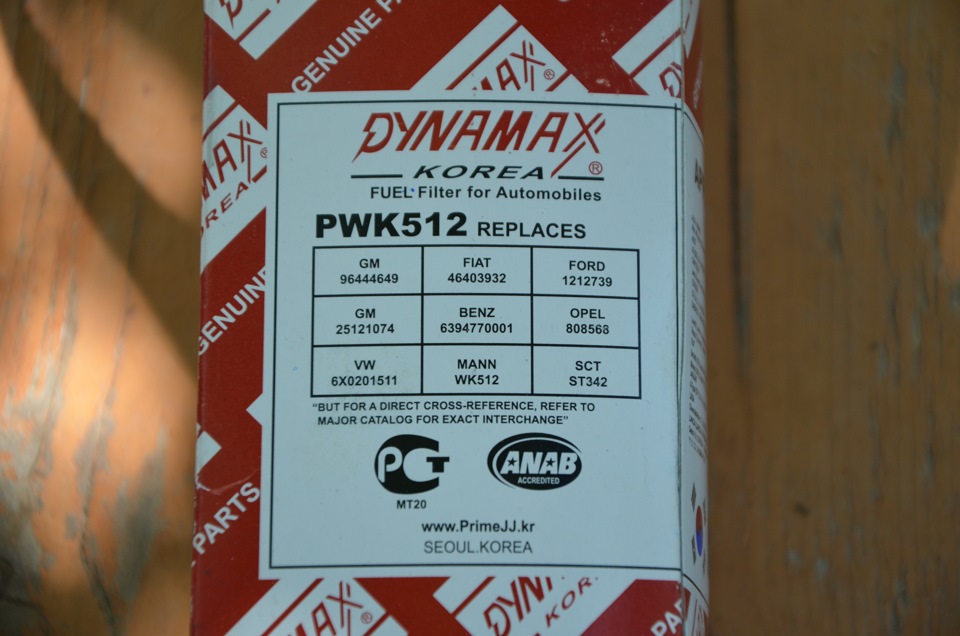 GENUINE
DYNAMAX
KOREA
®
FUEL Filter for Automobiles
PWK512 REPLACES
GM
96444649
FIAT
46403932
FORD
1212739
GM
25121074
BENZ
6394770001
OPEL
808568
VW
6X0201511
MANN
WK512
SCT
ST342
“BUT FOR A DIRECT CROSS-REFERENCE, REFER TO
MAJOR CATALOG FOR EXACT INTERCHANGE”
РСТ
MT20
ANAB
ACCREDITED
www.PrimeJJ.kr
SEOUL.KOREA
PARTS